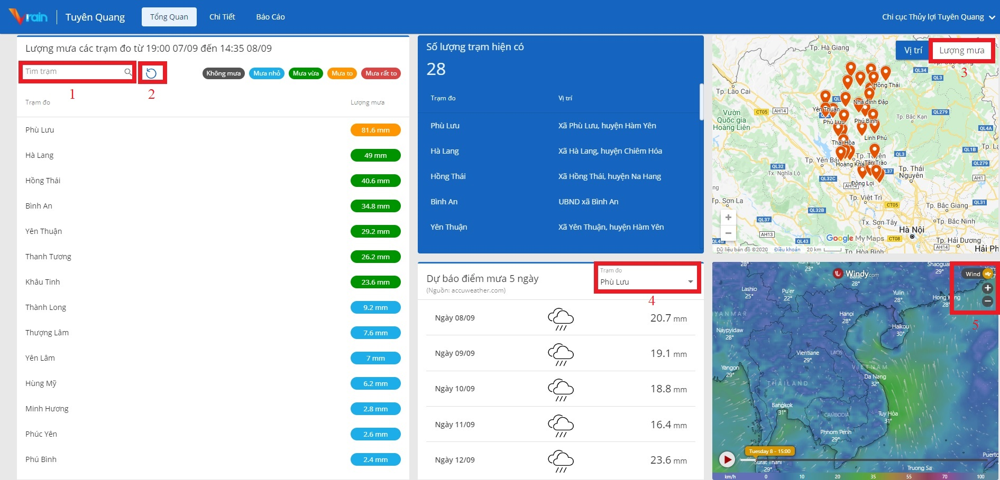 Vrain
Tuyên Quang
Tổng Quan
Chi Tiết
Báo Cáo
Chi cục Thủy lợi Tuyên Quang
Lượng mưa các trạm đo từ 19:00 07/09 đến 14:35 08/09
Tìm trạm
1
2
Không mưa
Mưa nhỏ
Mưa vừa
Mưa to
Mưa rất to
Trạm đo
Lượng mưa
Phù Lưu 81.6 mm
Hà Lang 49 mm
Hồng Thái 40.6 mm
Bình An 34.8 mm
Yên Thuận 29.2 mm
Thanh Tương 26.2 mm
Khâu Tinh 23.6 mm
Thành Long 9.2 mm
Thượng Lâm 7.6 mm
Yên Lâm 7 mm
Hùng Mỹ 6.2 mm
Minh Hương 2.8 mm
Phúc Yên 2.6 mm
Phú Bình 2.4 mm
Số lượng trạm hiện có
28
Trạm đo Vị trí
Phù Lưu Xã Phù Lưu, huyện Hàm Yên
Hà Lang Xã Hà Lang, huyện Chiêm Hóa
Hồng Thái Xã Hồng Thái, huyện Na Hang
Bình An UBND xã Bình An
Yên Thuận Xã Yên Thuận, huyện Hàm Yên
Dự báo điểm mưa 5 ngày
(Nguồn: accuweather.com)
Trạm đo
Phù Lưu
4
Ngày 08/09 20.7 mm
Ngày 09/09 19.1 mm
Ngày 10/09 18.8 mm
Ngày 11/09 16.4 mm
Ngày 12/09 23.6 mm
Vị trí
Lượng mưa
3
Tp. Hà Giang
QL34
QL3
Hồng Thái
Tp. Lào Cai
Nhà đỉnh Đập
Yên Thuận
CT05
AH14
Vườn
Quốc gia
Hoàng Liên
Tp. Bắc Kạn
QL279
Phù Lưu
Phú Bình
QL4A
Linh Phú
Thái Hòa
QL3
QL1B
Tp. Tuyên
Tân Trào
Hoàng Khai
QL279
QL32
Tx. Nghĩa Lộ
QL37
Tp. Thái
Nguyên
AH1
QL32C
AH14
Đông Lợi
Tp. Việt Trì
Tp. Sơn La
CT05
Tp. Bắc Giang
QL31
QL32B
QL37
Tx. Sơn Tây
Tp. Bắc Ninh
AH13
Hà Nội
Google My Maps
CT08
Tp. Hải Dương
AH14
QL43
Dữ liệu bản đồ ©2020
Điều khoản
20 km
Tp. Hòa Bình
Windy.com
Wind
5
28°
23°
Shaoguan
29°
28°
Lashio
25°
Pu'er
22°
Yulin
28°
Hong Kong
28°
Hanoi
28°
Haikou
30°
Naypyidaw
28°
Vientiane
29°
LAOS
VIETNAM
Yangon
29°
Da Nang
32°
THAILAND
Bangkok
31°
CAMBODIA
Tuy Hòa
31°
Phnom Penh
29°
Tuesday 8 - 15:00
Surat Thani
29°
Truong Sa
km/h 0 10 20 35 55 70 100